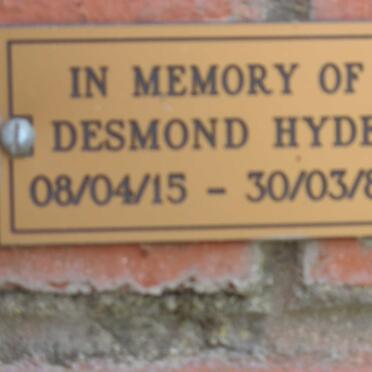 IN MEMORY OF
DESMOND HYDE
08/04/15 - 30/03/8